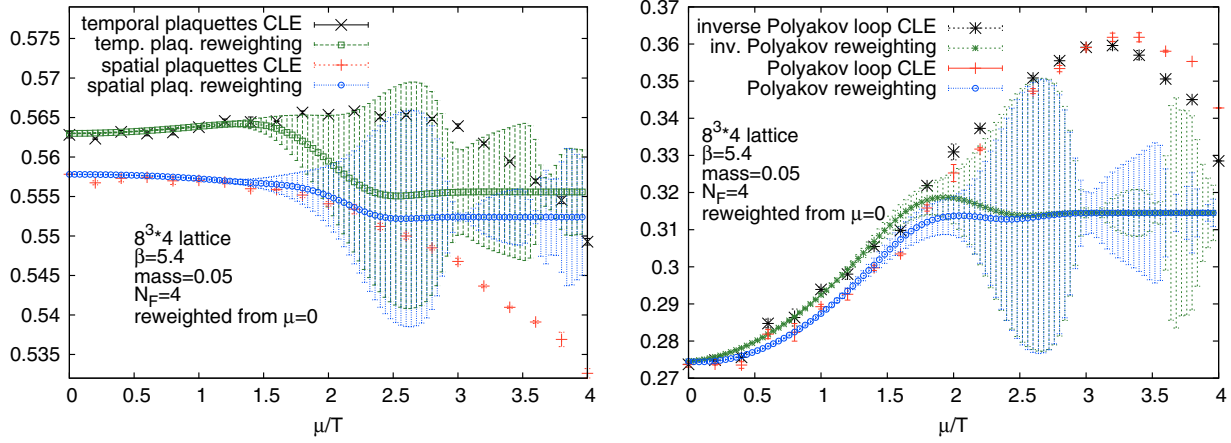 temporal plaquettes CLE
temp. plaq. reweighting
spatial plaquettes CLE
spatial plaq. reweighting
0.575
0.57
0.565
0.56
0.555
0.55
0.545
0.54
0.535
8³*4 lattice
β=5.4
mass=0.05
N_F=4
reweighted from μ=0
0 0.5 1 1.5 2 2.5 3 3.5 4
μ/T
inverse Polyakov loop CLE
inv. Polyakov reweighting
Polyakov loop CLE
Polyakov reweighting
0.37
0.36
0.35
0.34
0.33
0.32
0.31
0.3
0.29
0.28
0.27
8³*4 lattice
β=5.4
mass=0.05
N_F=4
reweighted from μ=0
0 0.5 1 1.5 2 2.5 3 3.5 4
μ/T